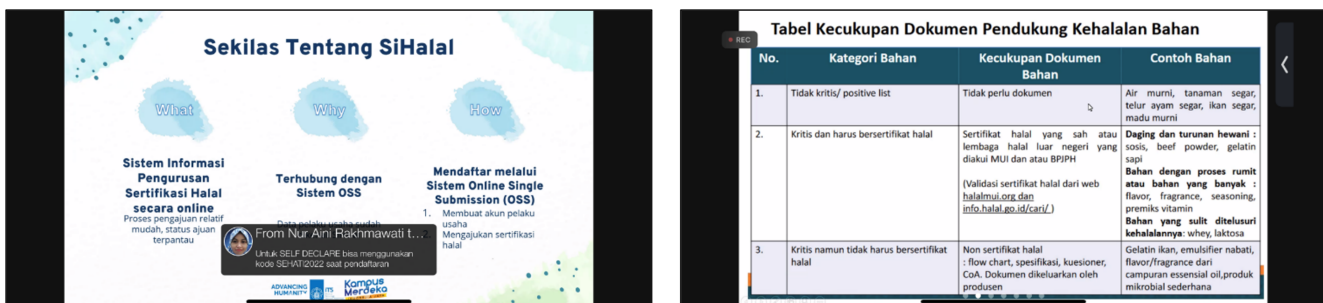 Sekilas Tentang SiHalal
What
Why
How
Sistem Informasi
Pengurusan
Sertifikasi Halal
secara online
Proses pengajuan relatif
mudah, status ajuan
terpantau
Terhubung dengan
Sistem OSS
Data pelaku usaha sudah
Mendaftar melalui
Sistem Online Single
Submission (OSS)
1. Membuat akun pelaku
usaha
Mengajukan sertifikasi
halal
From Nur Aini Rakhmawati t...
Untuk SELF DECLARE bisa menggunakan
kode SEHATI2022 saat pendaftaran
ADVANCING
HUMANITY
ITS
Kampus
Merdeka
REC
Tabel Kecukupan Dokumen Pendukung Kehalalan Bahan
No.
Kategori Bahan
Kecukupan Dokumen
Bahan
Contoh Bahan
1.
Tidak kritis/ positive list
Tidak perlu dokumen
Air murni, tanaman segar,
telur ayam segar, ikan segar,
madu murni
2.
Kritis dan harus bersertifikat halal
Sertifikat halal yang sah atau
lembaga halal luar negeri yang
diakui MUI dan atau BPJPH
(Validasi sertifikat halal dari web
halalmui.org dan
info.halal.go.id/cari/ )
Daging dan turunan hewani :
sosis, beef powder, gelatin
sapi
Bahan dengan proses rumit
atau bahan yang banyak :
flavor, fragrance, seasoning,
premiks vitamin
Bahan yang sulit ditelusuri
kehalalannya: whey, laktosa
3.
Kritis namun tidak harus bersertifikat
halal
Non sertifikat halal
: flow chart, spesifikasi, kuesioner,
CoA. Dokumen dikeluarkan oleh
produsen
Gelatin ikan, emulsifier nabati,
flavor/fragrance dari
campuran essensial oil,produk
mikrobial sederhana